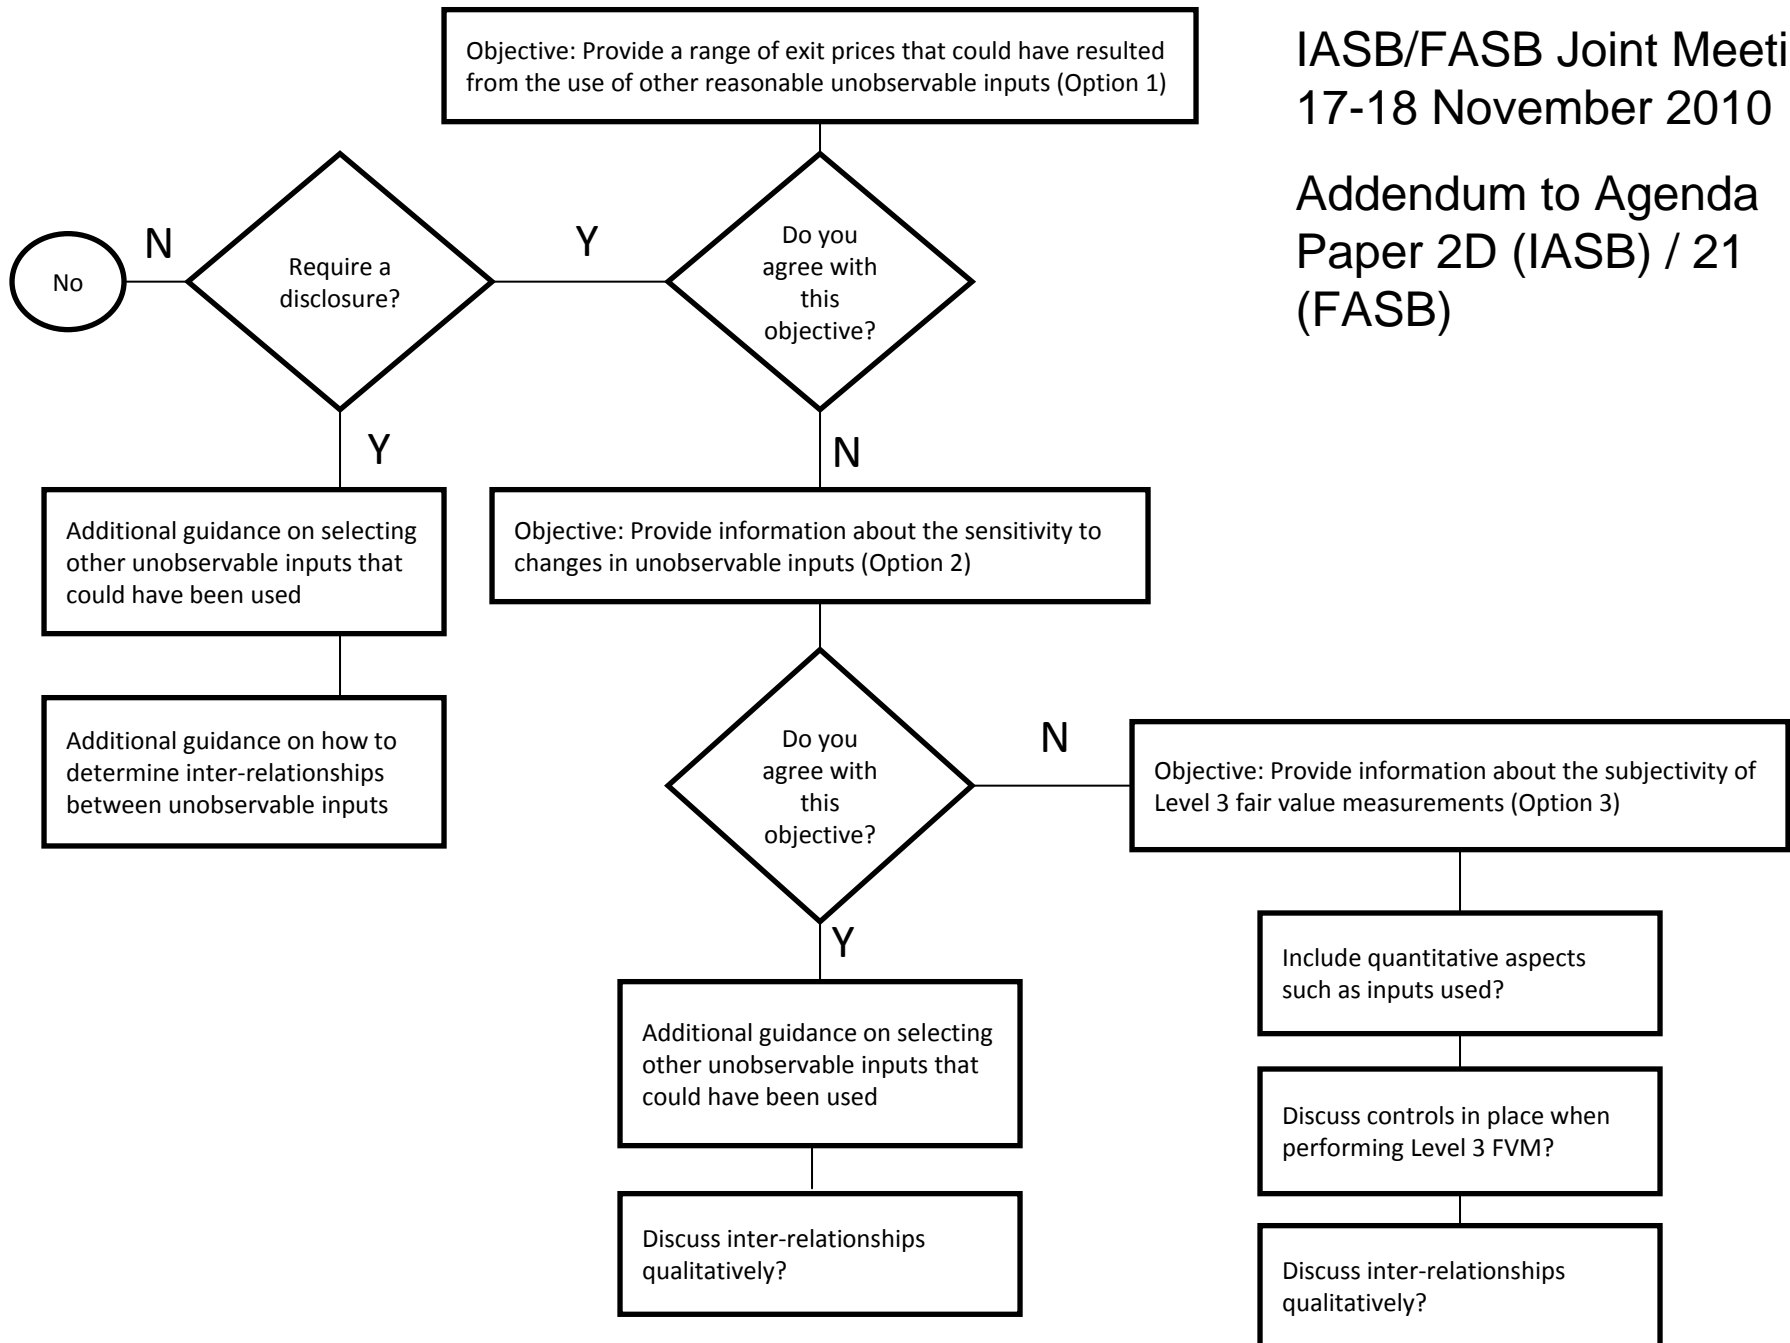 Objective: Provide a range of exit prices that could have resulted
from the use of other reasonable unobservable inputs (Option 1)
IASB/FASB Joint Meeti
17-18 November 2010
Addendum to Agenda
Paper 2D (IASB) / 21
(FASB)
No
N
Require a
disclosure?
Y
Do you
agree with
this
objective?
Y
N
Additional guidance on selecting
other unobservable inputs that
could have been used
Objective: Provide information about the sensitivity to
changes in unobservable inputs (Option 2)
Additional guidance on how to
determine inter-relationships
between unobservable inputs
Do you
agree with
this
objective?
N
Objective: Provide information about the subjectivity of
Level 3 fair value measurements (Option 3)
Y
Additional guidance on selecting
other unobservable inputs that
could have been used
Discuss inter-relationships
qualitatively?
Include quantitative aspects
such as inputs used?
Discuss controls in place when
performing Level 3 FVM?
Discuss inter-relationships
qualitatively?